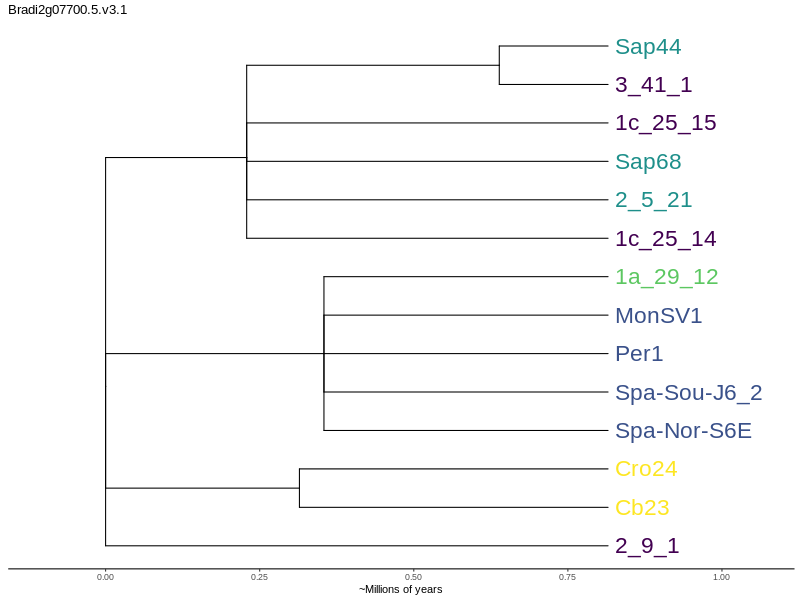 Bradi2g07700.5.v3.1
Sap44
3_41_1
1c_25_15
Sap68
2_5_21
1c_25_14
1a_29_12
MonSV1
Per1
Spa-Sou-J6_2
Spa-Nor-S6E
Cro24
Cb23
2_9_1
0.00 0.25 0.50 0.75 1.00
~Millions of years